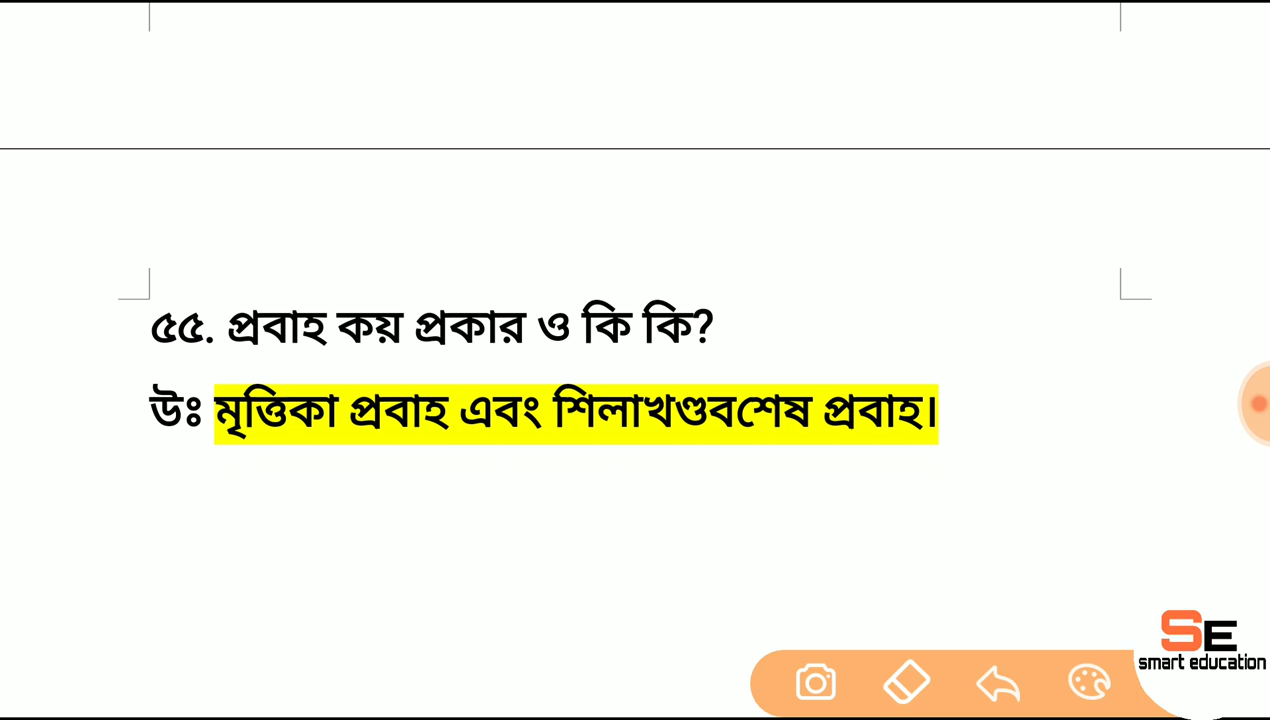 ৫৫. প্রবাহ কয় প্রকার ও কি কি?
উঃ মৃত্তিকা প্রবাহ এবং শিলাখণ্ডবশেষ প্রবাহ।
SE
smart education